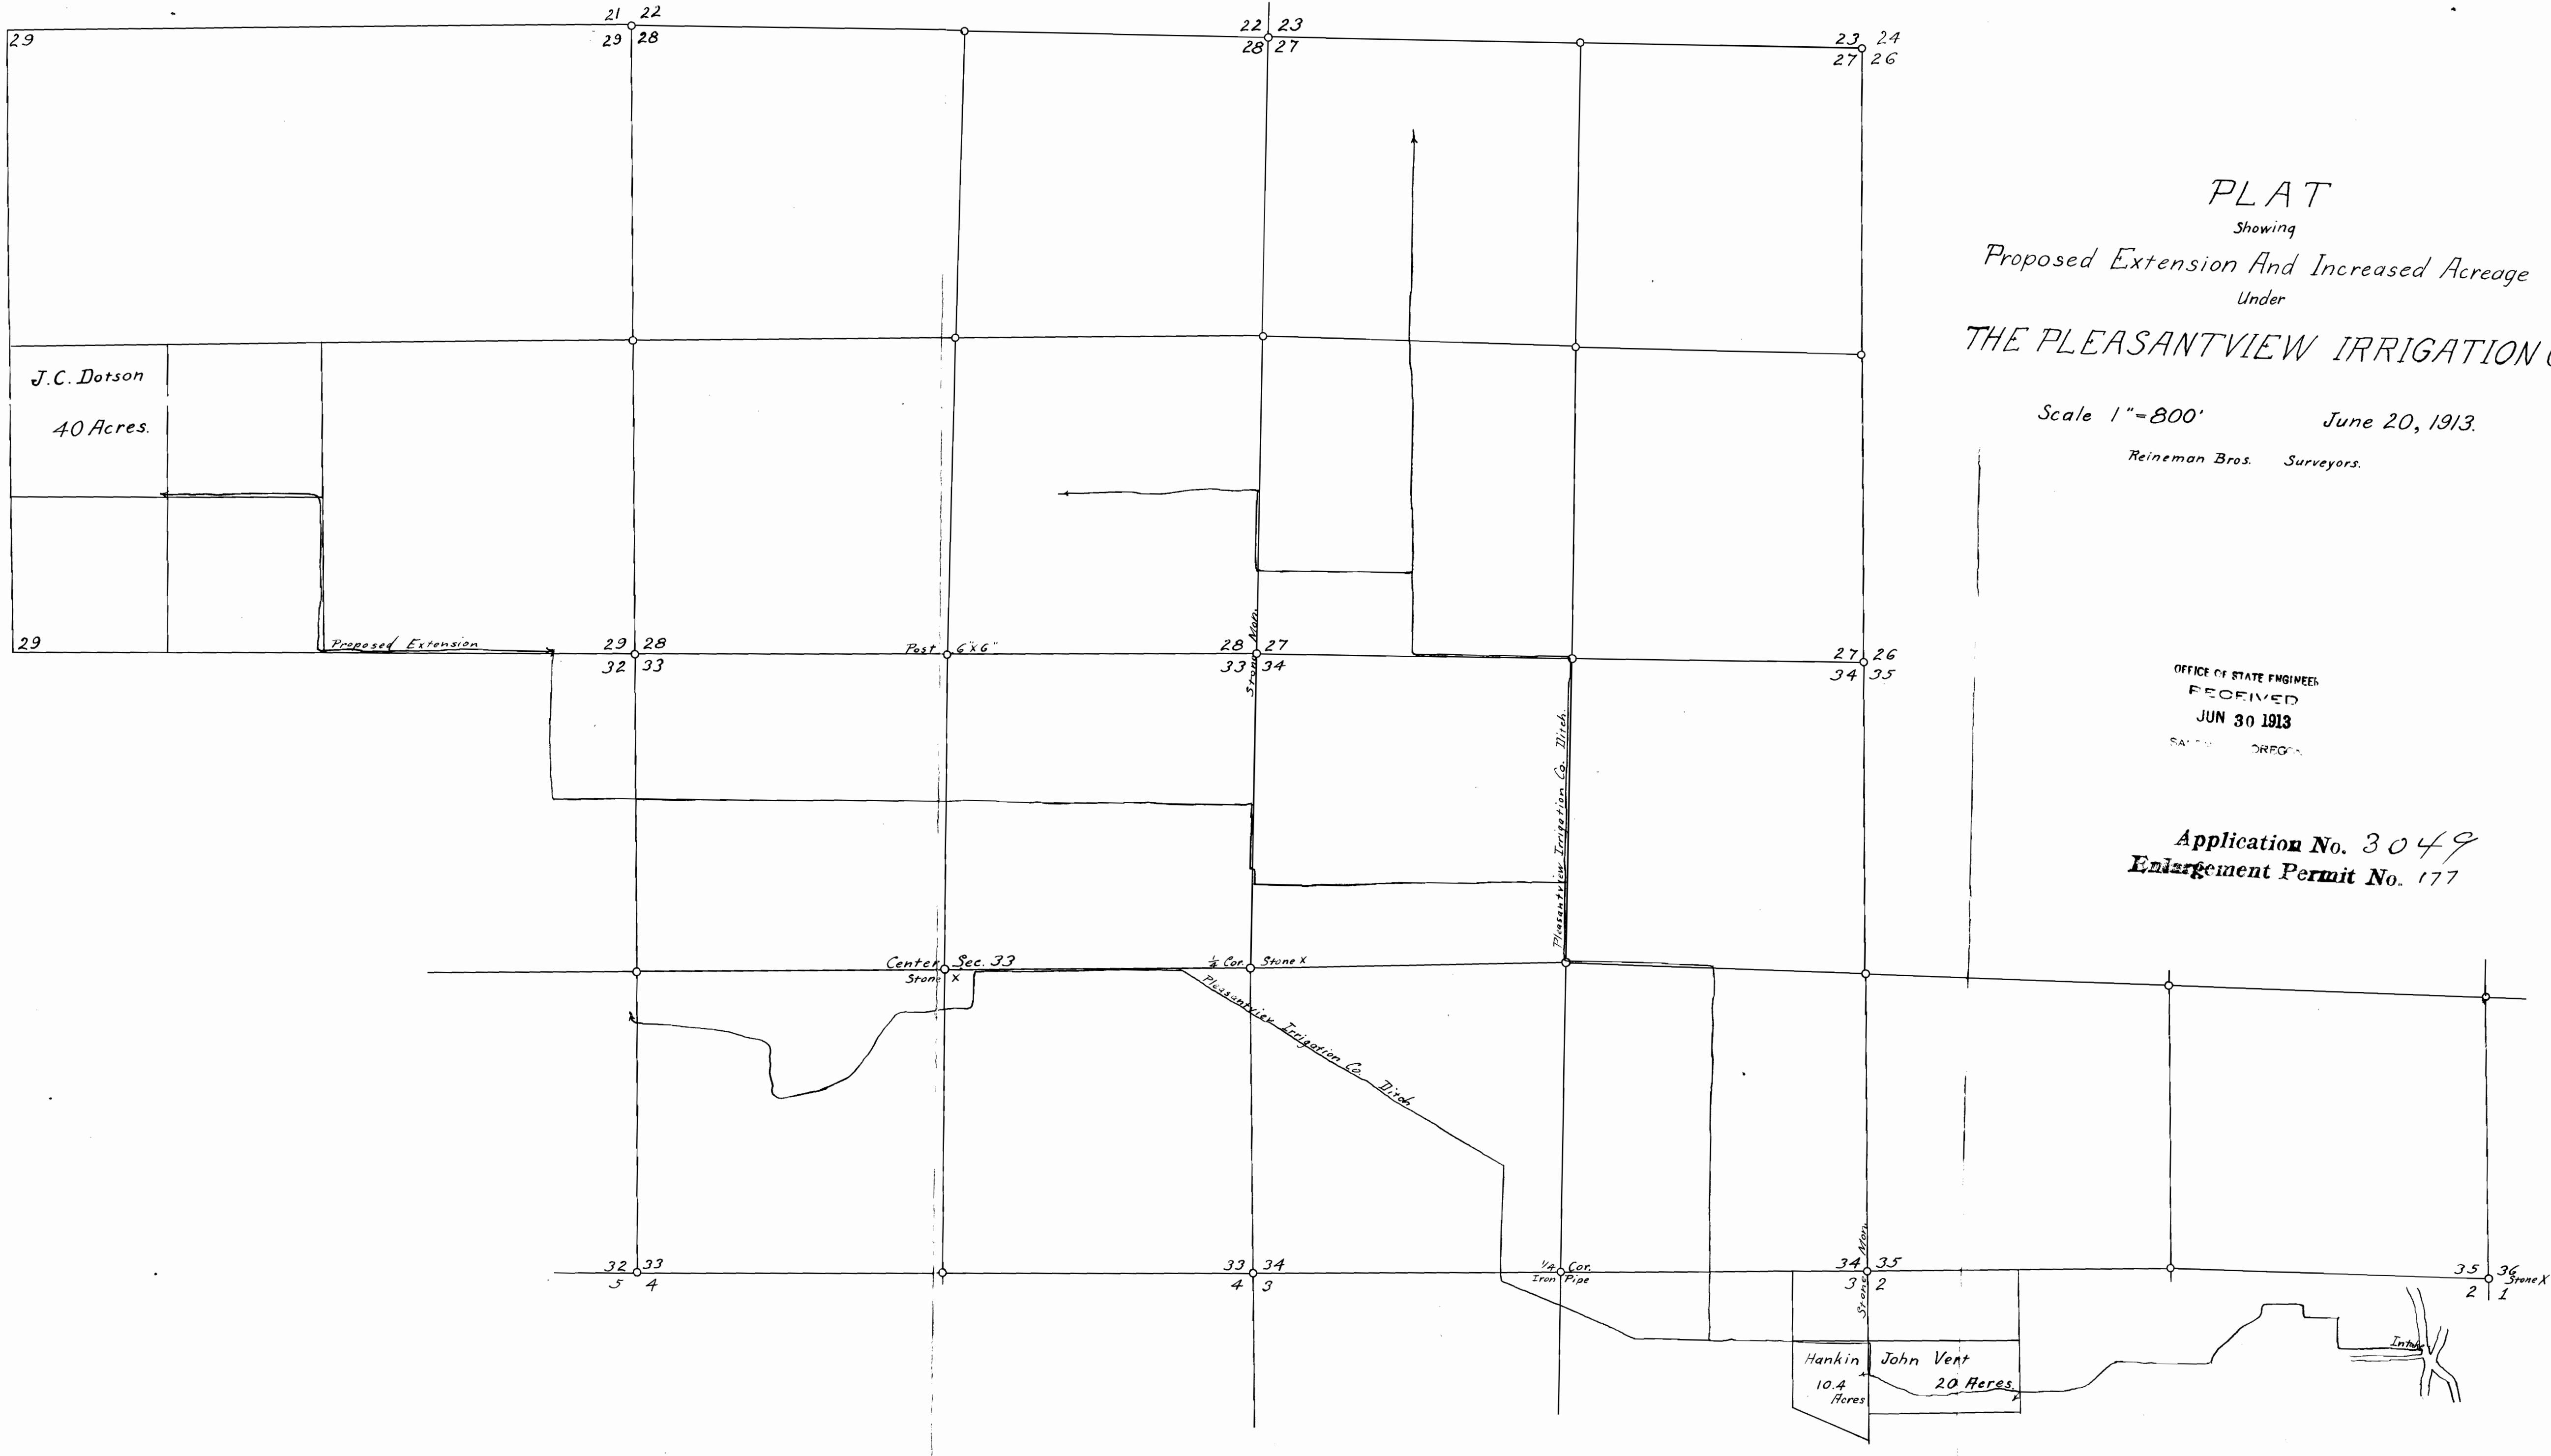 21 22
29 28
22 23
28 27
23 24
27 26
29
PLAT
Showing
Proposed Extension And Increased Acreage
Under
THE PLEASANTVIEW IRRIGATION
Scale 1"=800' June 20, 1913.
Reineman Bros. Surveyors.
J.C. Dotson
40 Acres.
29
Proposed Extension
29 28
32 33
Post 6"x6"
28 27
33 34
Stone Mon.
27 26
34 35
OFFICE OF STATE ENGINEER
RECEIVED
JUN 30 1913
OREGON
Application No. 3049
Enlargement Permit No. 177
Pleasantview Irrigation Co. Ditch.
Center Sec. 33
Stone X
1/4 Cor. Stone X
Pleasantview Irrigation Co. Ditch
32 33
5 4
33 34
4 3
1/4 Cor.
Iron Pipe
34 35
3 2
Stone Mon.
35 36
2 1
Stone X
Intake
Hankin
10.4
Acres
John Vert
20 Acres.